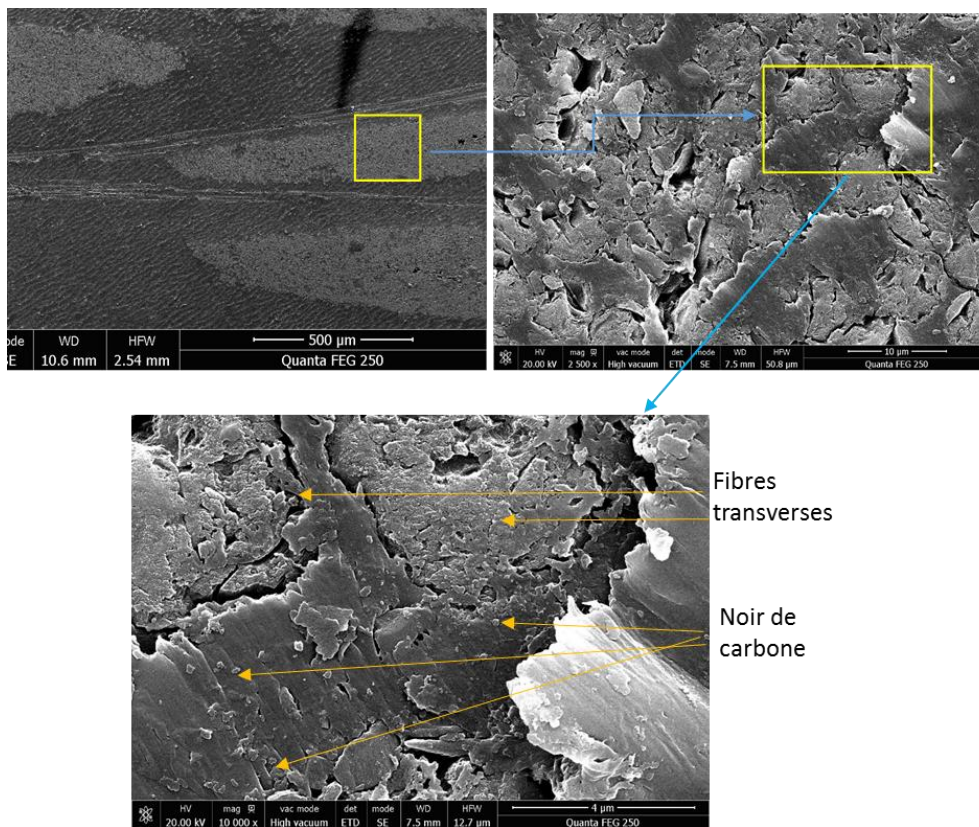 ode WD HFW 500 µm
SE 10.6 mm 2.54 mm Quanta FEG 250
HV mag vac mode det mode WD HFW 10 µm
20.00 kV 2 500 x High vacuum ETD SE 7.5 mm 50.8 µm Quanta FEG 250
Fibres
transverses
Noir de
carbone
HV mag vac mode det mode WD HFW 4 µm
20.00 kV 10 000 x High vacuum ETD SE 7.5 mm 12.7 µm Quanta FEG 250